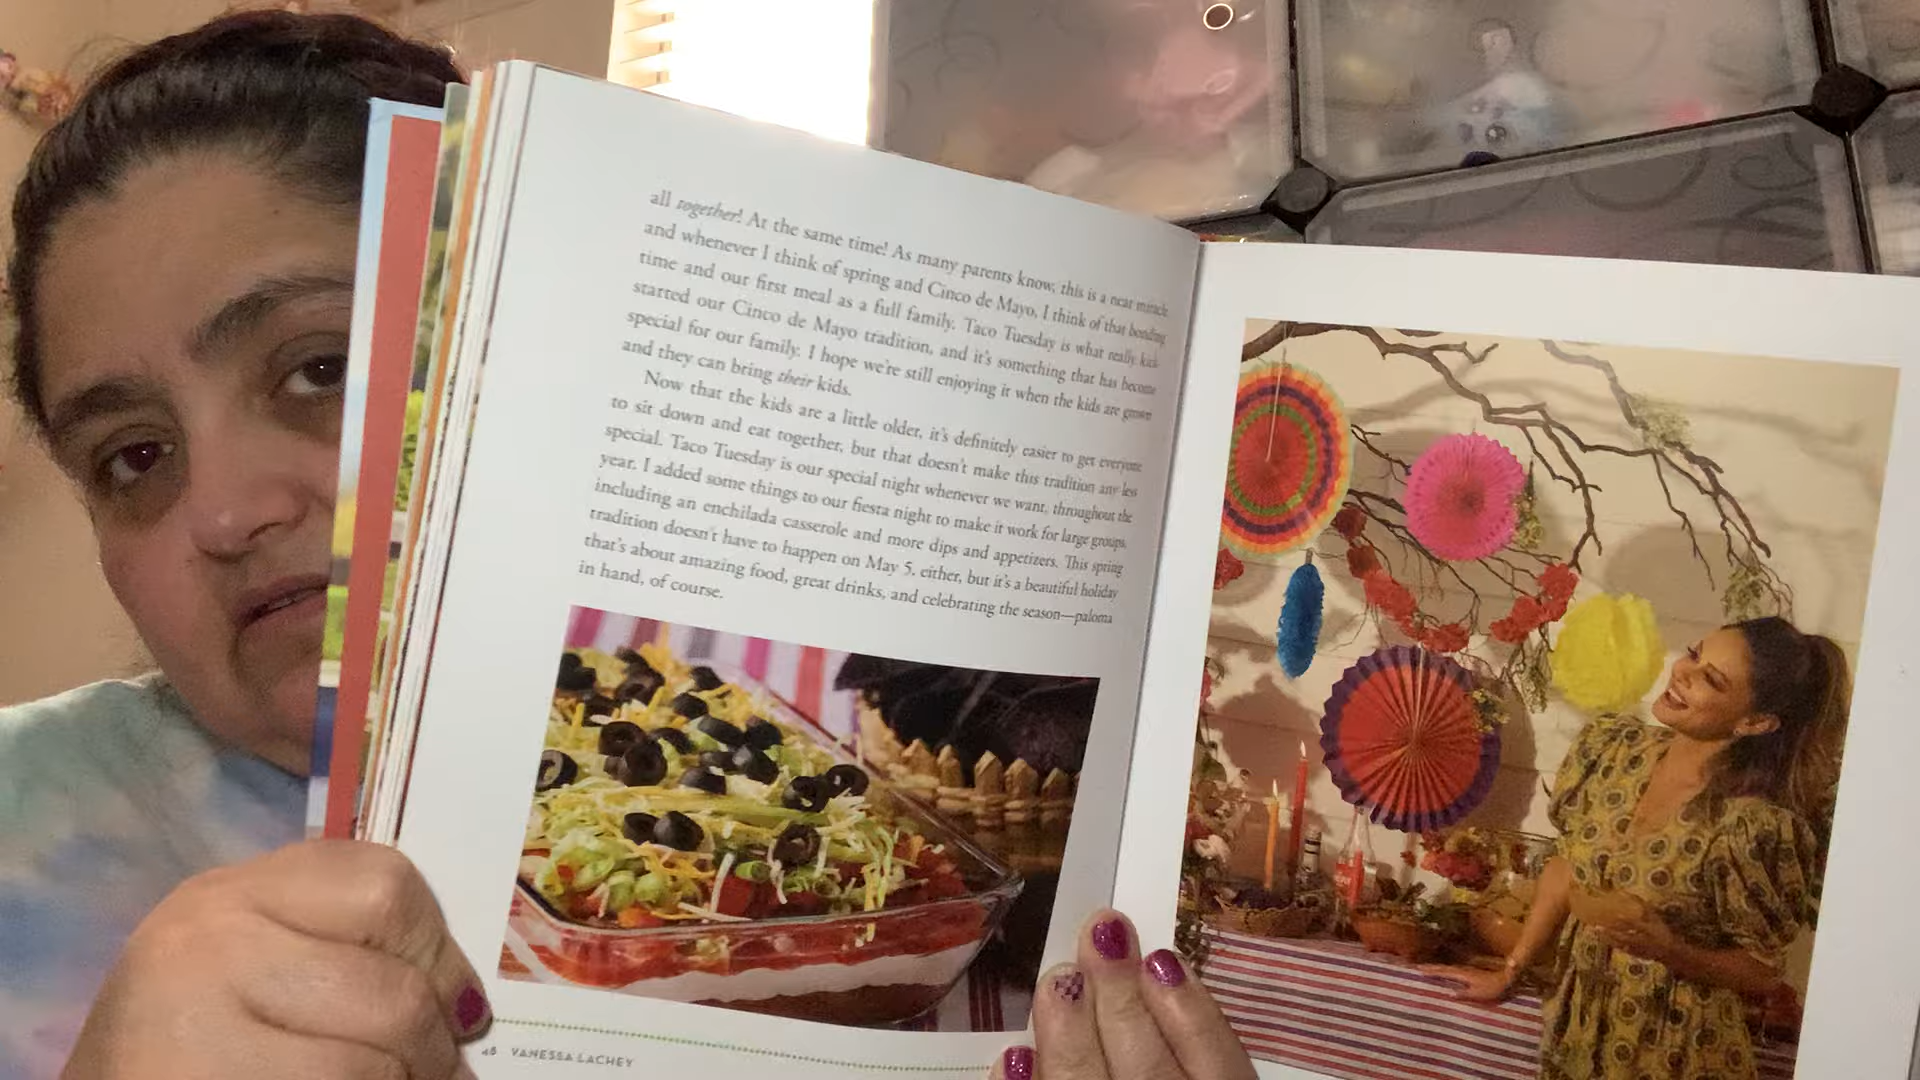 all together! At the same time! As many parents know, this is a near miracle,
and whenever I think of spring and Cinco de Mayo, I think of that bonding
time and our first meal as a full family. Taco Tuesday is what really kick-
started our Cinco de Mayo tradition, and it's something that has become
special for our family. I hope we're still enjoying it when the kids are grown
and they can bring their kids.
Now that the kids are a little older, it's definitely easier to get everyone
to sit down and eat together, but that doesn't make this tradition any less
special. Taco Tuesday is our special night whenever we want, throughout the
year. I added some things to our fiesta night to make it work for large groups,
including an enchilada casserole and more dips and appetizers. This spring
tradition doesn't have to happen on May 5, either, but it's a beautiful holiday
that's about amazing food, great drinks, and celebrating the season—paloma
in hand, of course.
48 VANESSA LACHEY